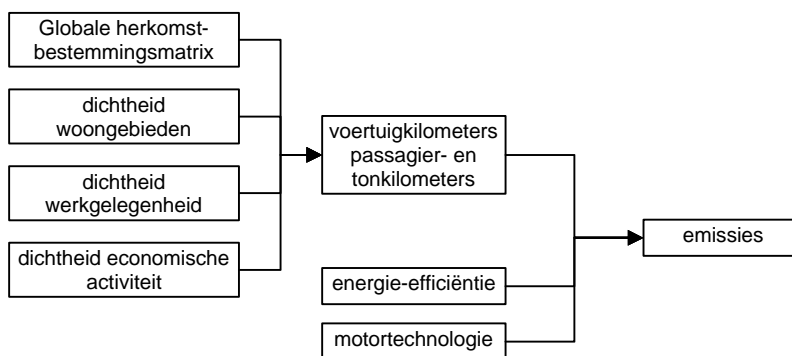 Globale herkomst-
bestemmingsmatrix
dichtheid
woongebieden
dichtheid
werkgelegenheid
dichtheid economische
activiteit
voertuigkilometers
passagier- en
tonkilometers
energie-efficiëntie
motortechnologie
emissies